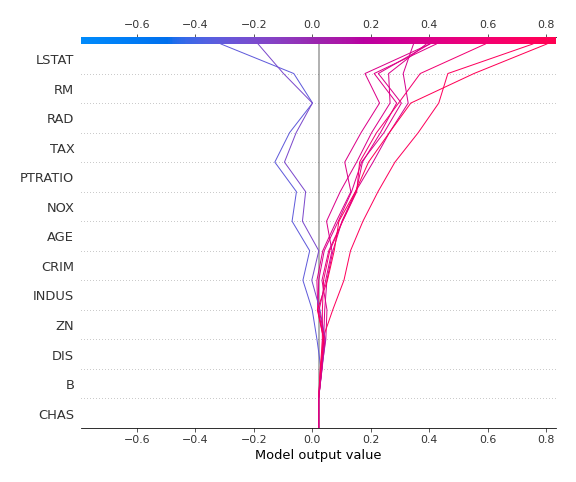 −0.6 −0.4 −0.2 0.0 0.2 0.4 0.6 0.8
LSTAT
RM
RAD
TAX
PTRATIO
NOX
AGE
CRIM
INDUS
ZN
DIS
B
CHAS
−0.6 −0.4 −0.2 0.0 0.2 0.4 0.6 0.8
Model output value